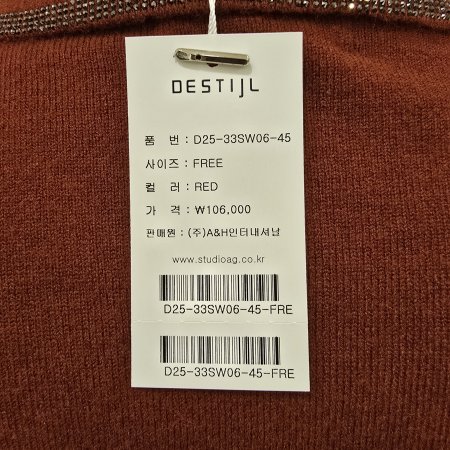 DESTIJL
품 번 : D25-33SW06-45
사이즈 : FREE
컬 러 : RED
가 격 : ₩106,000
판매원 : (주)A&H인터내셔날
www.studioag.co.kr
D25-33SW06-45-FRE
D25-33SW06-45-FRE